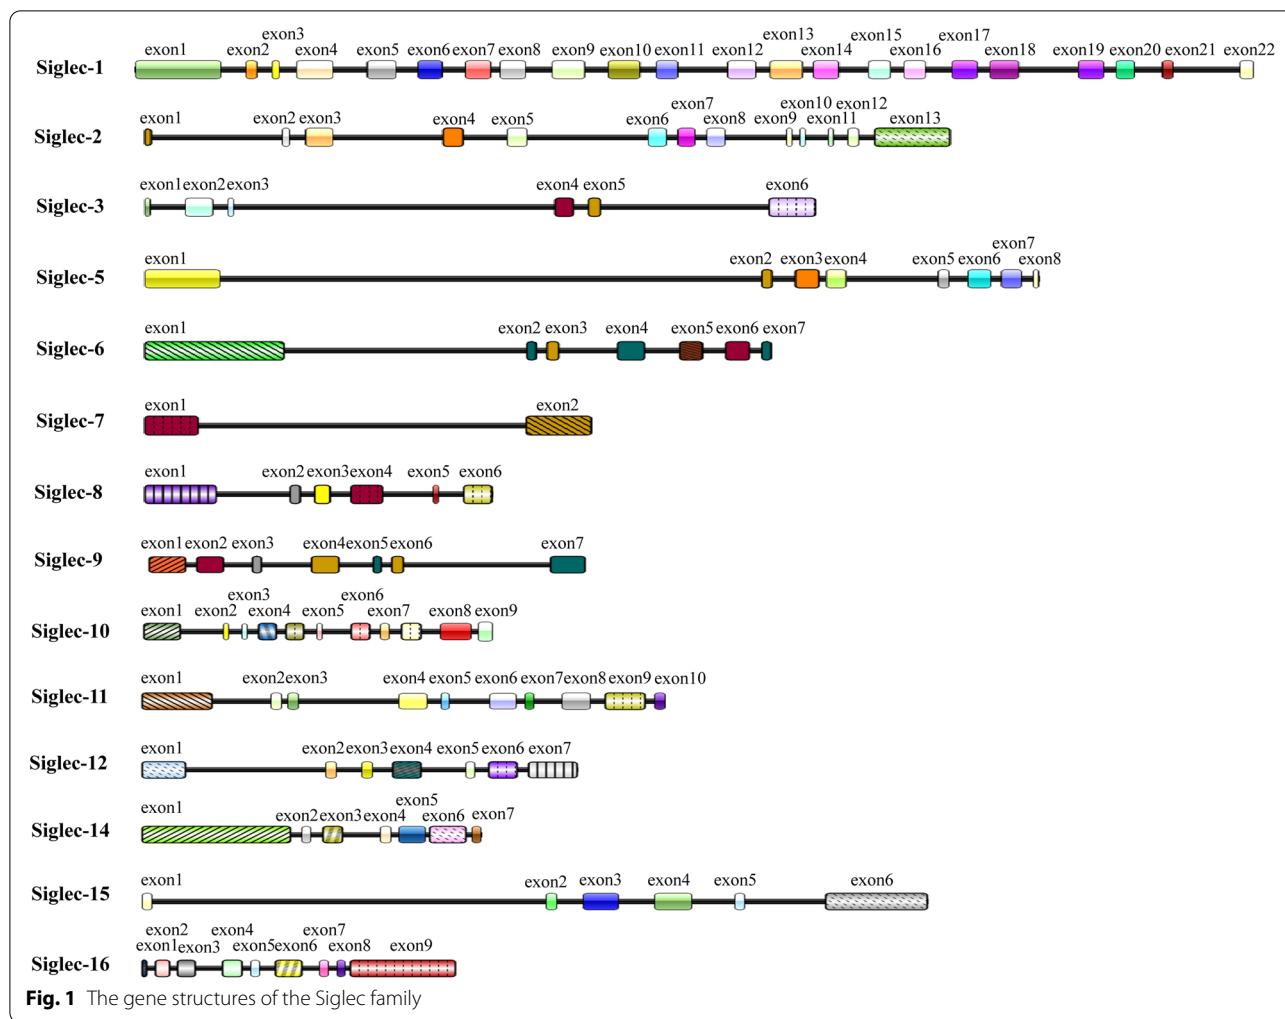 Siglec-1 exon1 exon2 exon3 exon4 exon5 exon6 exon7 exon8 exon9 exon10 exon11 exon12 exon13 exon14 exon15 exon16 exon17 exon18 exon19 exon20 exon21 exon22
Siglec-2 exon1 exon2 exon3 exon4 exon5 exon6 exon7 exon8 exon9 exon10 exon11 exon12 exon13
Siglec-3 exon1 exon2 exon3 exon4 exon5 exon6
Siglec-5 exon1 exon2 exon3 exon4 exon5 exon6 exon7 exon8
Siglec-6 exon1 exon2 exon3 exon4 exon5 exon6 exon7
Siglec-7 exon1 exon2
Siglec-8 exon1 exon2 exon3 exon4 exon5 exon6
Siglec-9 exon1 exon2 exon3 exon4 exon5 exon6 exon7
Siglec-10 exon1 exon2 exon3 exon4 exon5 exon6 exon7 exon8 exon9
Siglec-11 exon1 exon2 exon3 exon4 exon5 exon6 exon7 exon8 exon9 exon10
Siglec-12 exon1 exon2 exon3 exon4 exon5 exon6 exon7
Siglec-14 exon1 exon2 exon3 exon4 exon5 exon6 exon7
Siglec-15 exon1 exon2 exon3 exon4 exon5 exon6
Siglec-16 exon1 exon2 exon3 exon4 exon5 exon6 exon7 exon8 exon9
Fig. 1 The gene structures of the Siglec family